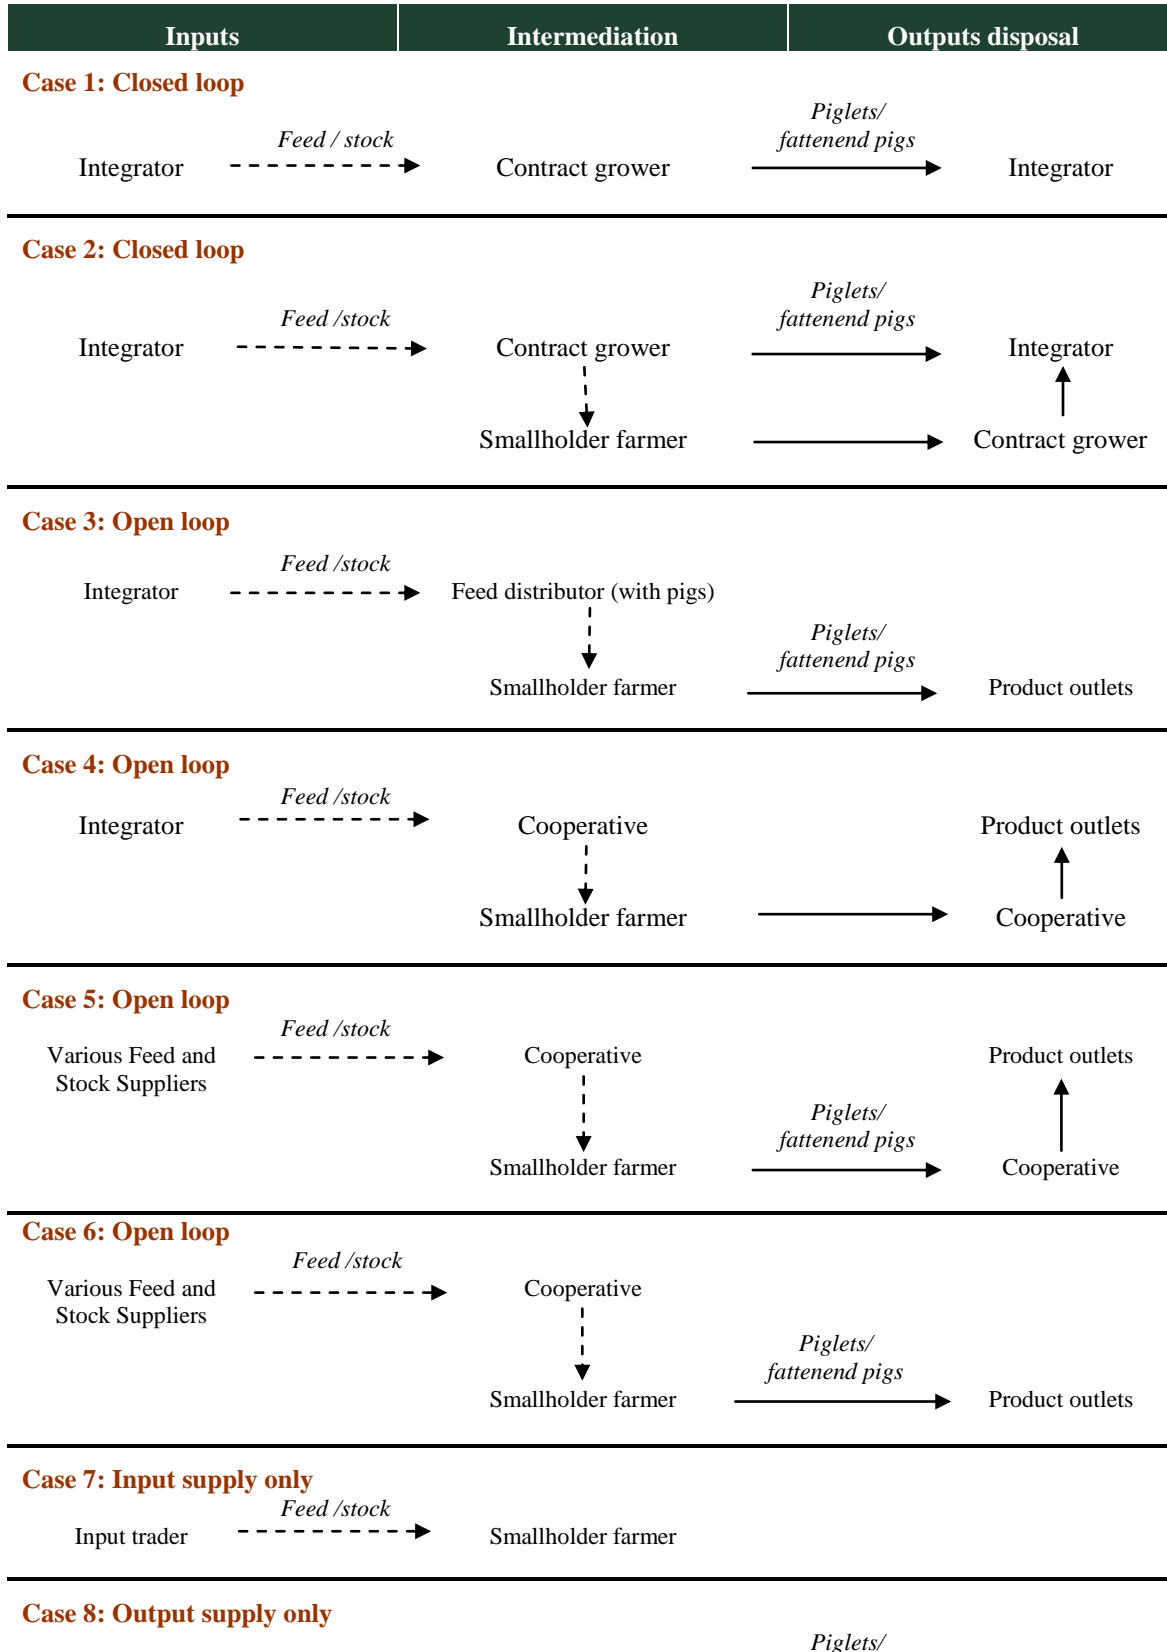 Inputs Intermediation Outputs disposal
Case 1: Closed loop
Piglets/
Feed / stock fattenend pigs
Integrator Contract grower Integrator
Case 2: Closed loop
Piglets/
Feed /stock fattenend pigs
Integrator Contract grower Integrator
Smallholder farmer Contract grower
Case 3: Open loop
Feed /stock
Integrator Feed distributor (with pigs)
Piglets/
fattenend pigs
Smallholder farmer Product outlets
Case 4: Open loop
Feed /stock
Integrator Cooperative Product outlets
Smallholder farmer Cooperative
Case 5: Open loop
Feed /stock
Various Feed and Cooperative Product outlets
Stock Suppliers
Piglets/
fattenend pigs
Smallholder farmer Cooperative
Case 6: Open loop
Feed /stock
Various Feed and Cooperative
Stock Suppliers
Piglets/
fattenend pigs
Smallholder farmer Product outlets
Case 7: Input supply only
Feed /stock
Input trader Smallholder farmer
Case 8: Output supply only
Piglets/